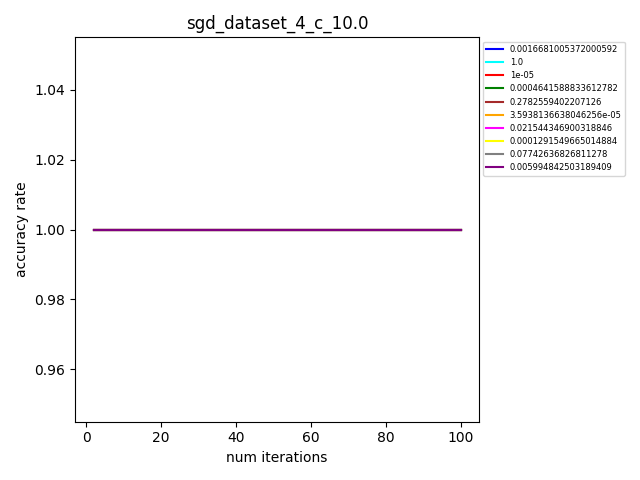 sgd_dataset_4_c_10.0
0.0016681005372000592
1.0
1e-05
0.0004641588833612782
0.2782559402207126
3.5938136638046256e-05
0.021544346900318846
0.0001291549665014884
0.07742636826811278
0.005994842503189409
1.04
1.02
1.00
0.98
0.96
accuracy rate
0 20 40 60 80 100
num iterations